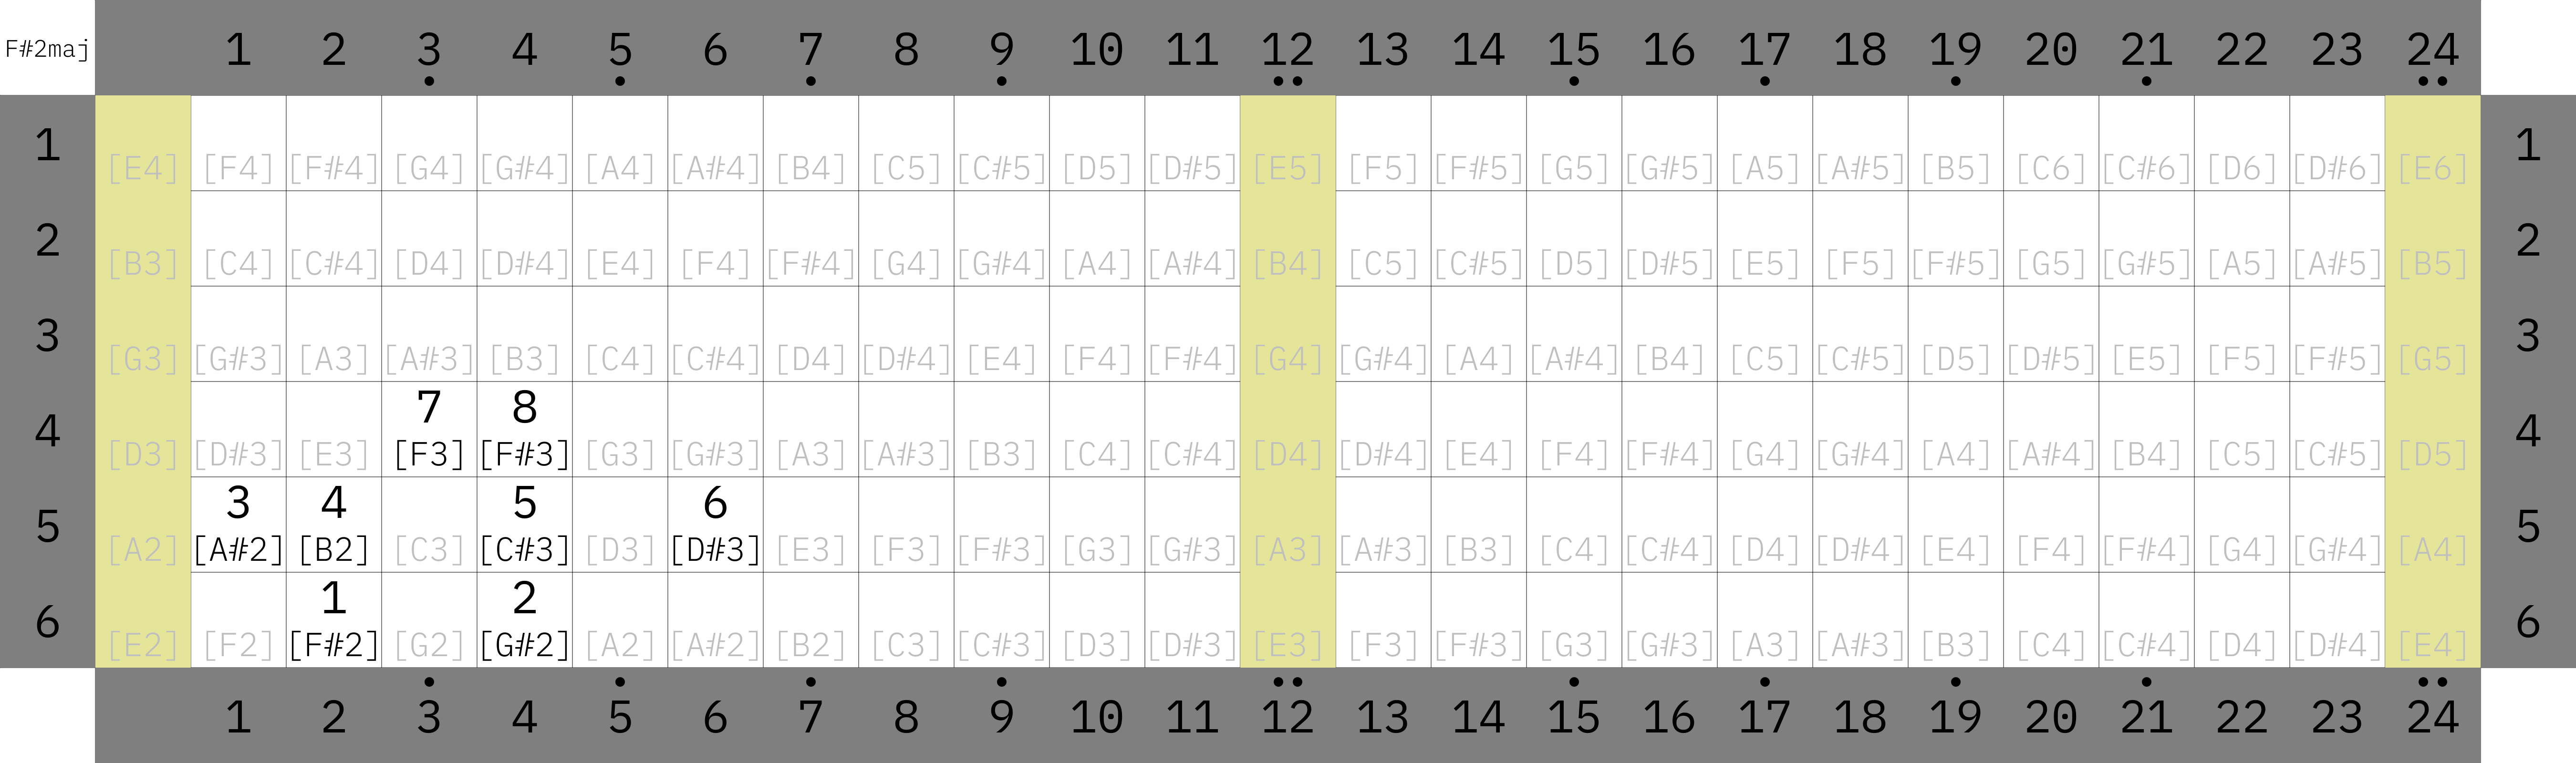 F#2maj 1 2 3 4 5 6 7 8 9 10 11 12 13 14 15 16 17 18 19 20 21 22 23 24
1 [E4] [F4] [F#4] [G4] [G#4] [A4] [A#4] [B4] [C5] [C#5] [D5] [D#5] [E5] [F5] [F#5] [G5] [G#5] [A5] [A#5] [B5] [C6] [C#6] [D6] [D#6] [E6] 1
2 [B3] [C4] [C#4] [D4] [D#4] [E4] [F4] [F#4] [G4] [G#4] [A4] [A#4] [B4] [C5] [C#5] [D5] [D#5] [E5] [F5] [F#5] [G5] [G#5] [A5] [A#5] [B5] 2
3 [G3] [G#3] [A3] [A#3] [B3] [C4] [C#4] [D4] [D#4] [E4] [F4] [F#4] [G4] [G#4] [A4] [A#4] [B4] [C5] [C#5] [D5] [D#5] [E5] [F5] [F#5] [G5] 3
7 8
4 [D3] [D#3] [E3] [F3] [F#3] [G3] [G#3] [A3] [A#3] [B3] [C4] [C#4] [D4] [D#4] [E4] [F4] [F#4] [G4] [G#4] [A4] [A#4] [B4] [C5] [C#5] [D5] 4
3 4 5 6
5 [A2] [A#2] [B2] [C3] [C#3] [D3] [D#3] [E3] [F3] [F#3] [G3] [G#3] [A3] [A#3] [B3] [C4] [C#4] [D4] [D#4] [E4] [F4] [F#4] [G4] [G#4] [A4] 5
1 2
6 [E2] [F2] [F#2] [G2] [G#2] [A2] [A#2] [B2] [C3] [C#3] [D3] [D#3] [E3] [F3] [F#3] [G3] [G#3] [A3] [A#3] [B3] [C4] [C#4] [D4] [D#4] [E4] 6
1 2 3 4 5 6 7 8 9 10 11 12 13 14 15 16 17 18 19 20 21 22 23 24